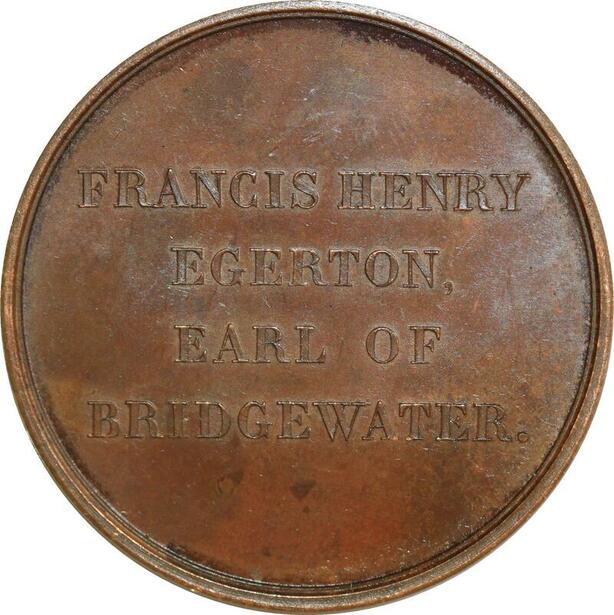 FRANCIS HENRY
EGERTON,
EARL OF
BRIDGEWATER.